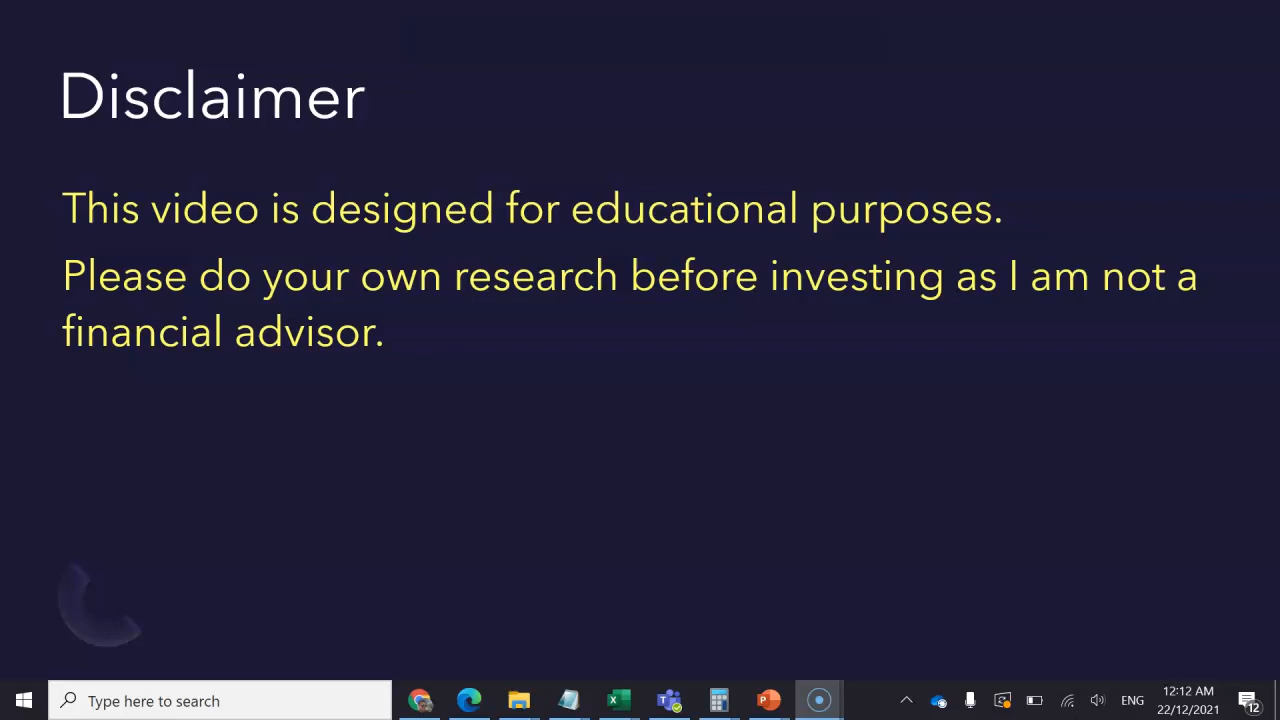 Disclaimer
This video is designed for educational purposes.
Please do your own research before investing as I am not a
financial advisor.
Type here to search
ENG
12:12 AM
22/12/2021
12